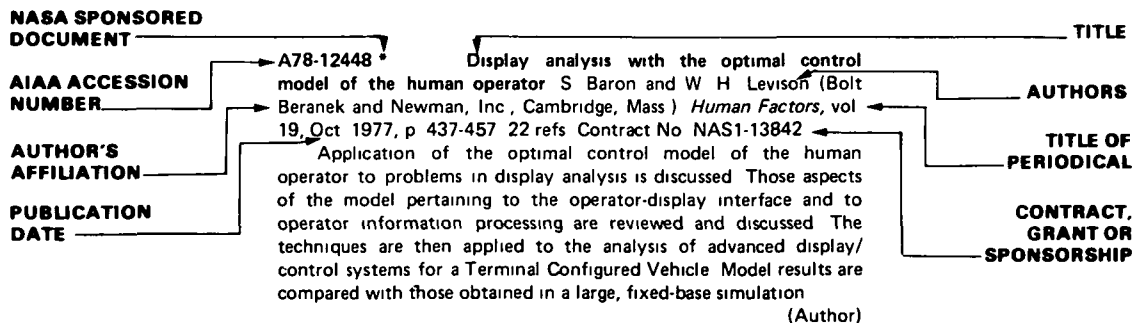 NASA SPONSORED
DOCUMENT
AIAA ACCESSION
NUMBER
AUTHOR'S
AFFILIATION
PUBLICATION
DATE
A78-12448 * Display analysis with the optimal control
model of the human operator S Baron and W H Levison (Bolt
Beranek and Newman, Inc , Cambridge, Mass ) Human Factors, vol
19, Oct 1977, p 437-457 22 refs Contract No NAS1-13842
Application of the optimal control model of the human
operator to problems in display analysis is discussed Those aspects
of the model pertaining to the operator-display interface and to
operator information processing are reviewed and discussed The
techniques are then applied to the analysis of advanced display/
control systems for a Terminal Configured Vehicle Model results are
compared with those obtained in a large, fixed-base simulation
(Author)
TITLE
AUTHORS
TITLE OF
PERIODICAL
CONTRACT,
GRANT OR
SPONSORSHIP